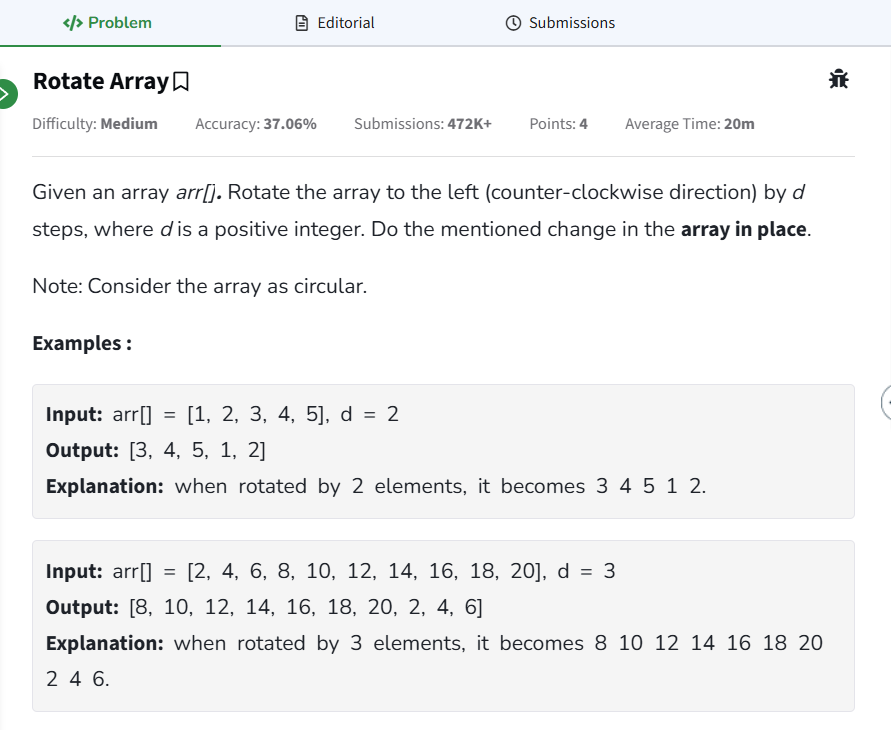 </> Problem Editorial Submissions
Rotate Array
Difficulty: Medium Accuracy: 37.06% Submissions: 472K+ Points: 4 Average Time: 20m
Given an array arr[]. Rotate the array to the left (counter-clockwise direction) by d
steps, where d is a positive integer. Do the mentioned change in the array in place.
Note: Consider the array as circular.
Examples :
Input: arr[] = [1, 2, 3, 4, 5], d = 2
Output: [3, 4, 5, 1, 2]
Explanation: when rotated by 2 elements, it becomes 3 4 5 1 2.
Input: arr[] = [2, 4, 6, 8, 10, 12, 14, 16, 18, 20], d = 3
Output: [8, 10, 12, 14, 16, 18, 20, 2, 4, 6]
Explanation: when rotated by 3 elements, it becomes 8 10 12 14 16 18 20
2 4 6.